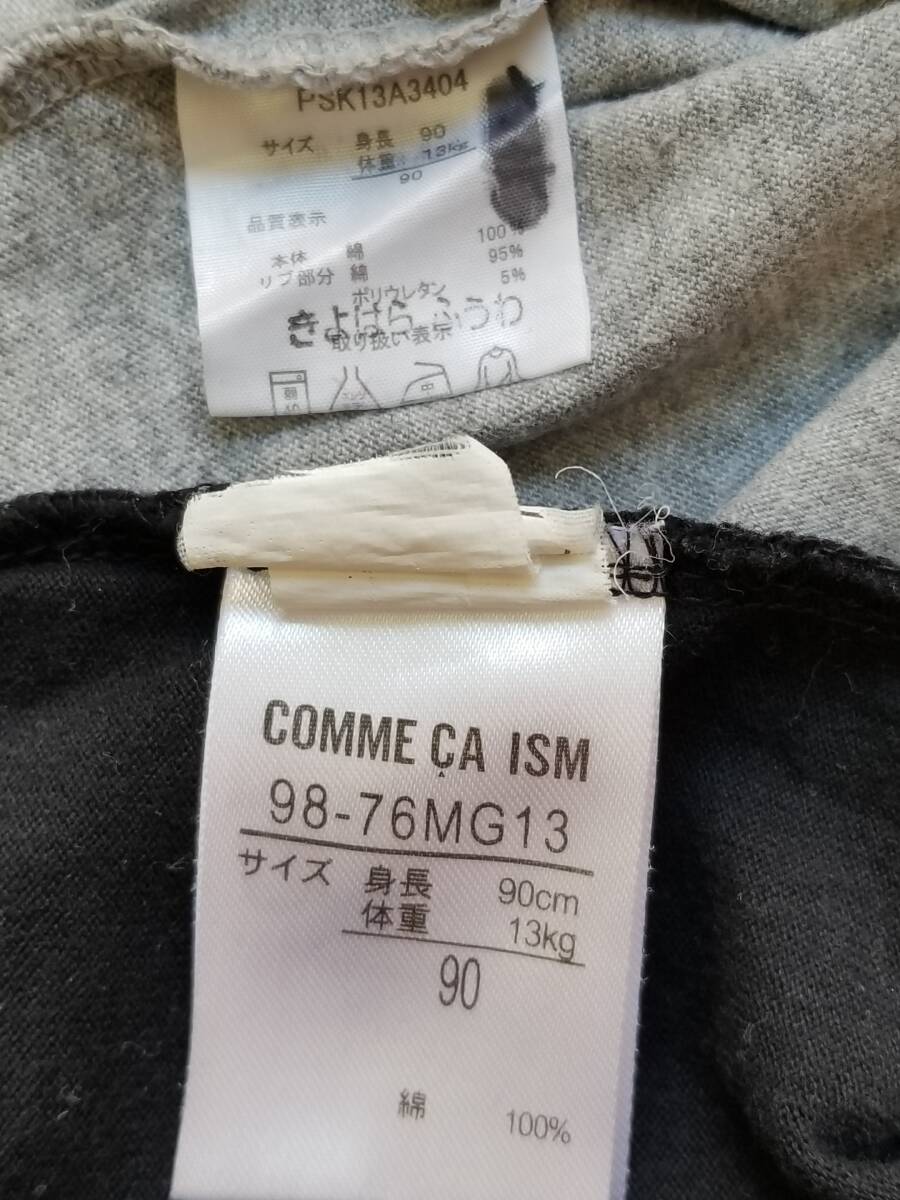 PSK13A3404
サイズ 身長 90
体重 13kg
90
品質表示
本体 綿 100%
リブ部分 綿 95%
ポリウレタン 5%
きよはら ふうわ
取り扱い表示
弱
40
COMME ÇA ISM
98-76MG13
サイズ 身長 90cm
体重 13kg
90
綿 100%